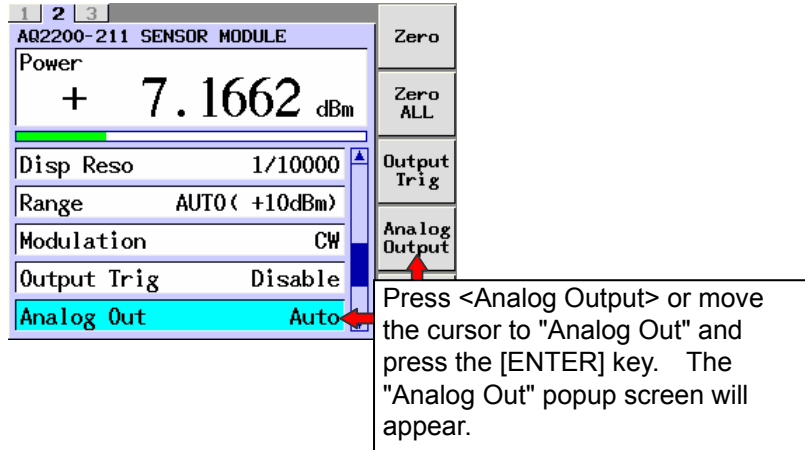 1 2 3
AQ2200-211 SENSOR MODULE
Power
+ 7.1662 dBm
Disp Reso 1/10000
Range AUTO( +10dBm)
Modulation CW
Output Trig Disable
Analog Out Auto
Zero
Zero
ALL
Output
Trig
Analog
Output
Press <Analog Output> or move
the cursor to "Analog Out" and
press the [ENTER] key. The
"Analog Out" popup screen will
appear.